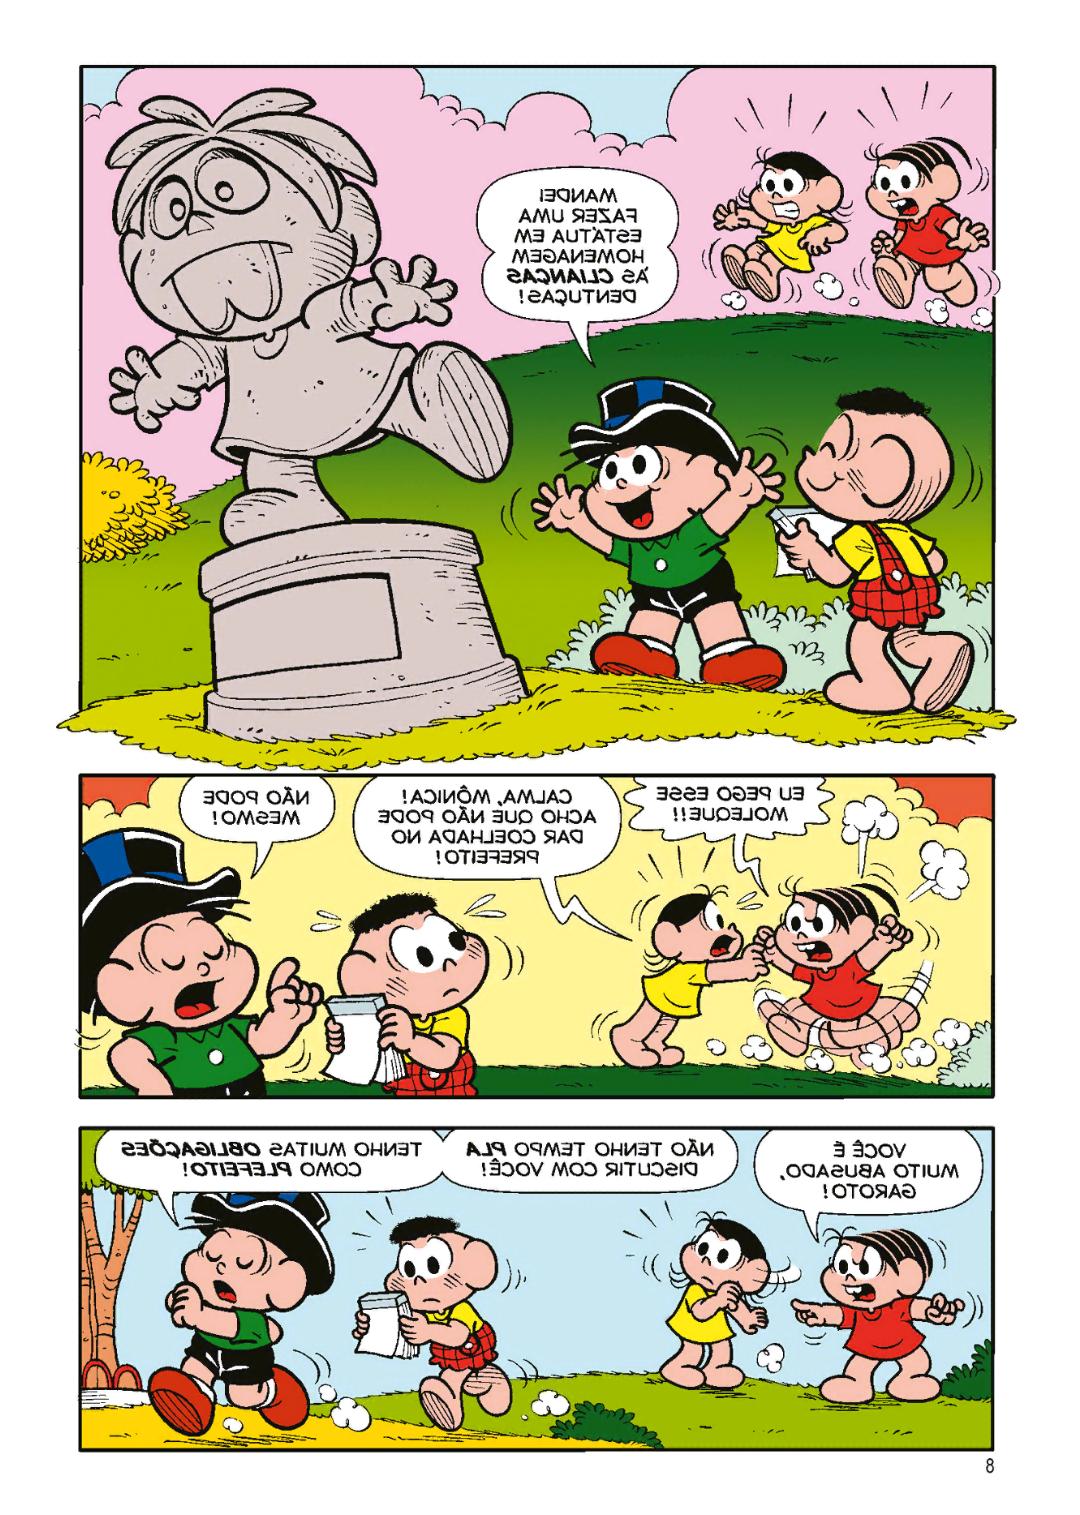 MANDEI
FAZER UMA
ESTÁTUA EM
HOMENAGEM
ÀS CLIANÇAS
DENTUÇAS!
EU PEGO ESSE
MOLEQUE!!
CALMA, MÔNICA!
ACHO QUE NÃO PODE
DAR COELHADA NO
PREFEITO!
NÃO PODE
MESMO!
VOCÊ É
MUITO ABUSADO,
GAROTO!
NÃO TENHO TEMPO PLA
DISCUTIR COM VOCÊ!
TENHO MUITAS OBLIGAÇÕES
COMO PLEFEITO!
8